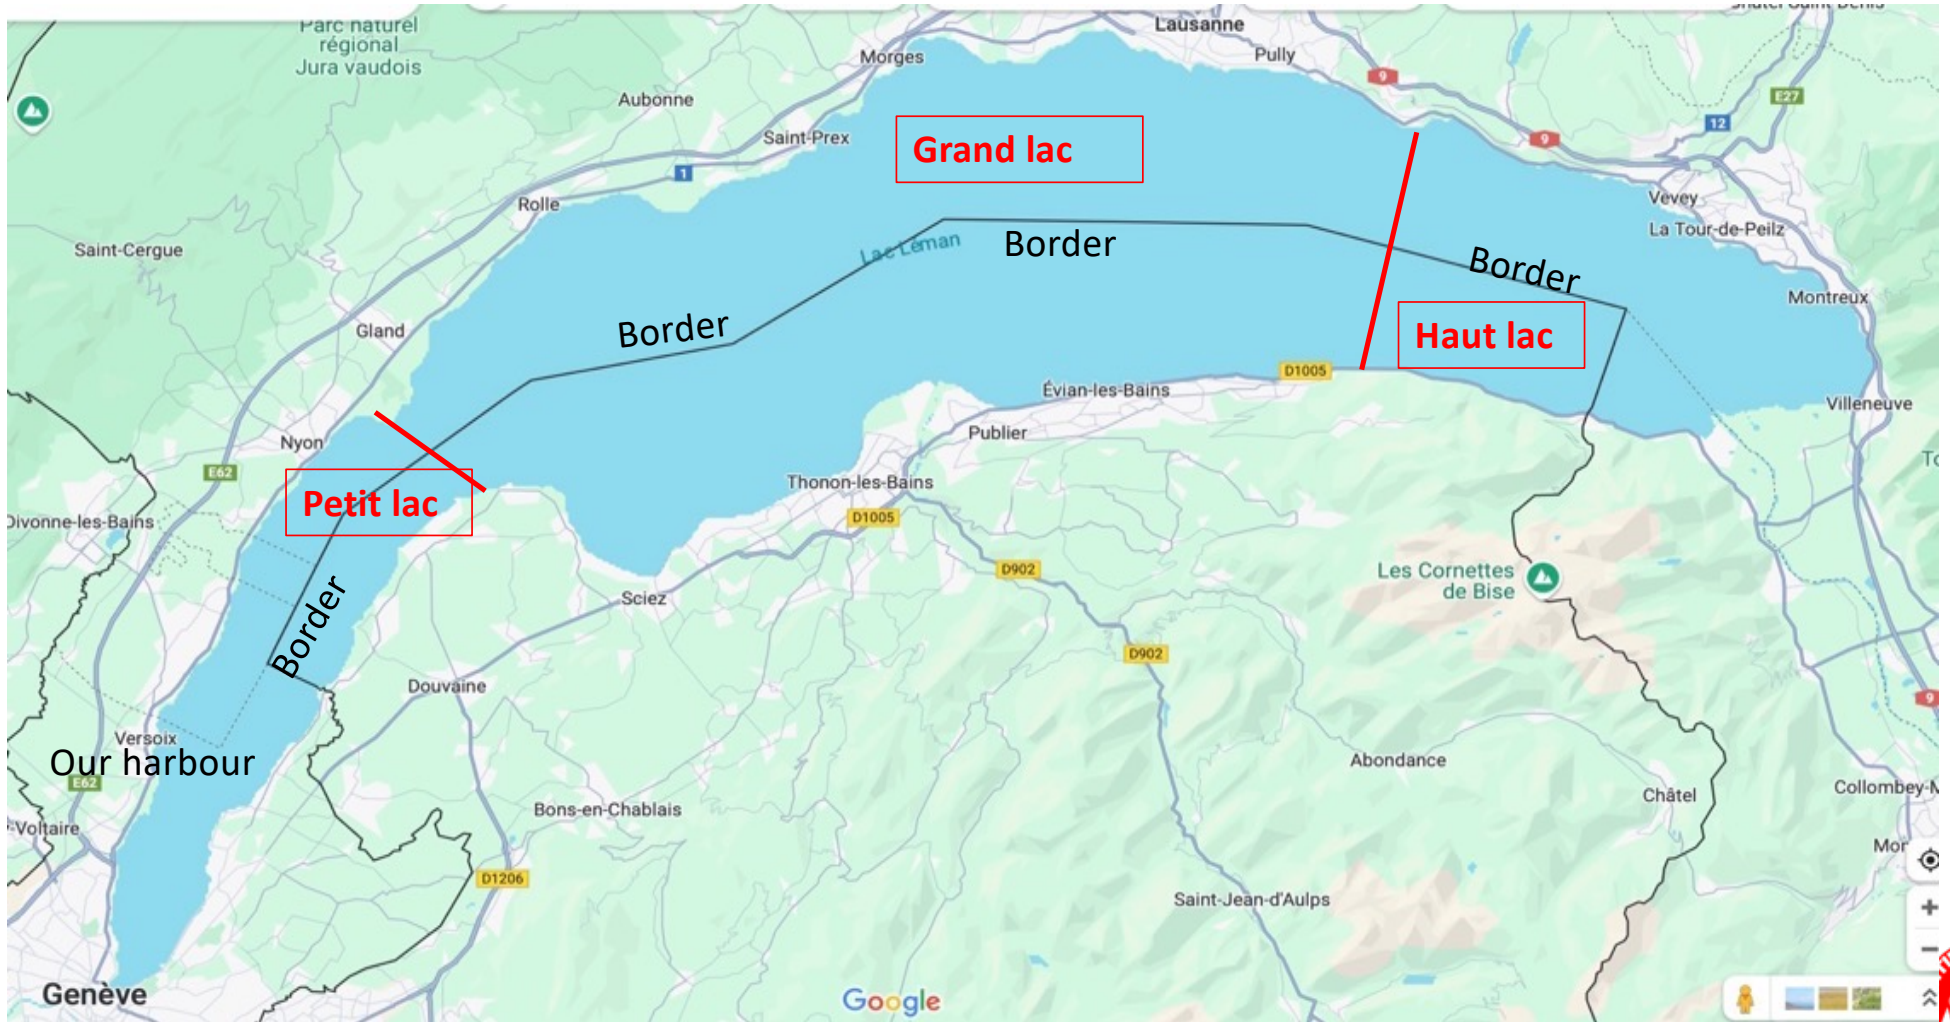 Parc naturel
régional
Jura vaudois
Lausanne
Morges
Pully
9
E27
Aubonne
12
Saint-Prex
Grand lac
9
1
Vevey
Rolle
La Tour-de-Peilz
Saint-Cergue
Lac Léman
Border
Border
Montreux
Gland
Border
Haut lac
D1005
Évian-les-Bains
Villeneuve
Nyon
Publier
E62
Petit lac
Thonon-les-Bains
D1005
Divonne-les-Bains
D902
Les Cornettes
de Bise
Sciez
Border
D902
Douvaine
9
Versoix
Our harbour
E62
Abondance
Châtel
Collombey-M
Bons-en-Chablais
-Voltaire
D1206
Saint-Jean-d'Aulps
Genève
Google